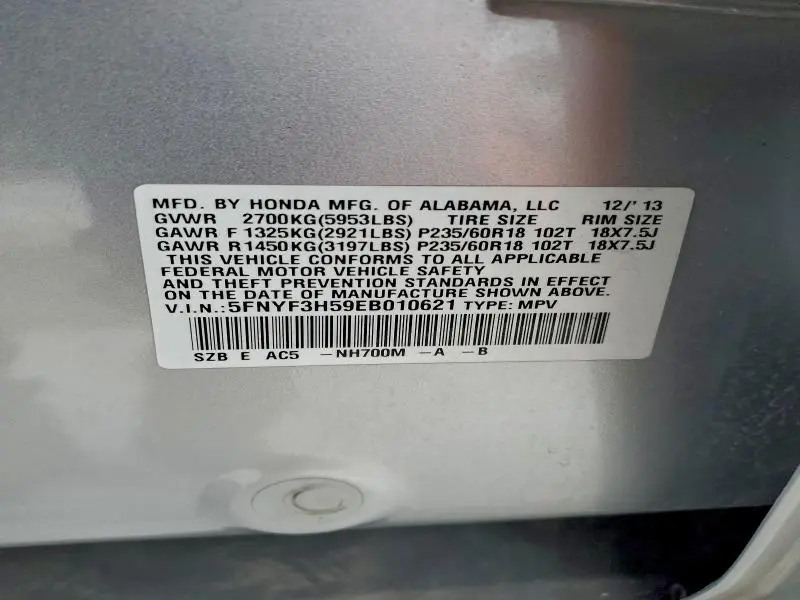 MFD. BY HONDA MFG. OF ALABAMA, LLC 12/'13
GVWR 2700KG(5953LBS) TIRE SIZE RIM SIZE
GAWR F 1325KG(2921LBS) P235/60R18 102T 18X7.5J
GAWR R 1450KG(3197LBS) P235/60R18 102T 18X7.5J
THIS VEHICLE CONFORMS TO ALL APPLICABLE
FEDERAL MOTOR VEHICLE SAFETY
AND THEFT PREVENTION STANDARDS IN EFFECT
ON THE DATE OF MANUFACTURE SHOWN ABOVE.
V.I.N.:5FNYF3H59EB010621 TYPE: MPV
SZB E AC5 -NH700M -A -B